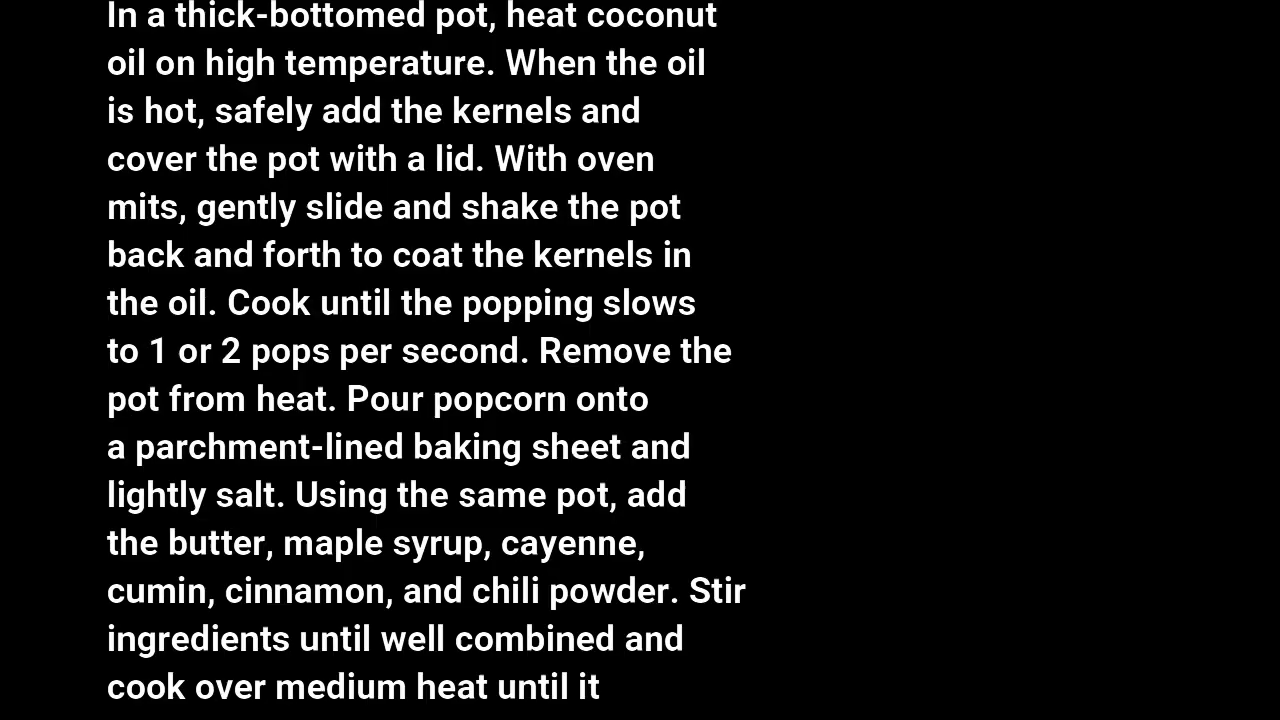 In a thick-bottomed pot, heat coconut
oil on high temperature. When the oil
is hot, safely add the kernels and
cover the pot with a lid. With oven
mits, gently slide and shake the pot
back and forth to coat the kernels in
the oil. Cook until the popping slows
to 1 or 2 pops per second. Remove the
pot from heat. Pour popcorn onto
a parchment-lined baking sheet and
lightly salt. Using the same pot, add
the butter, maple syrup, cayenne,
cumin, cinnamon, and chili powder. Stir
ingredients until well combined and
cook over medium heat until it